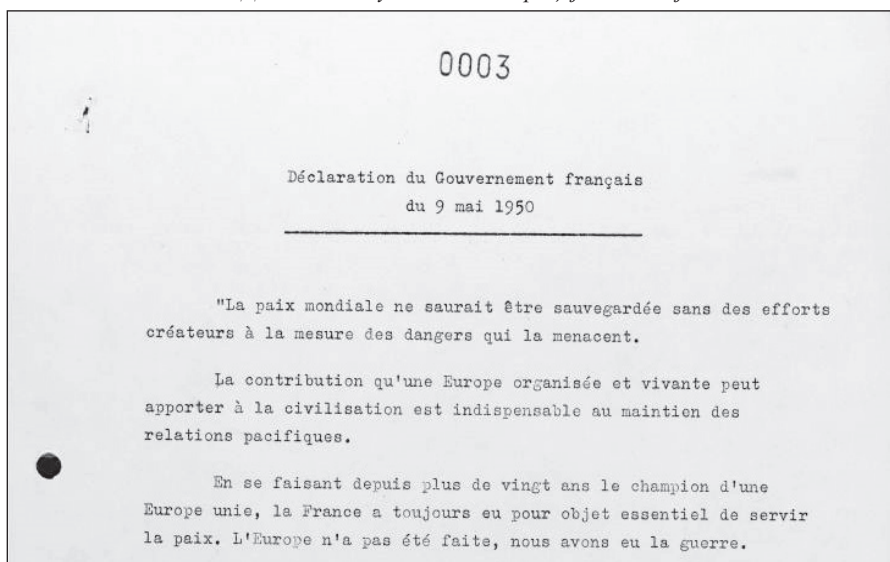 0003
Déclaration du Gouvernement français
du 9 mai 1950
"La paix mondiale ne saurait être sauvegardée sans des efforts
créateurs à la mesure des dangers qui la menacent.
La contribution qu'une Europe organisée et vivante peut
apporter à la civilisation est indispensable au maintien des
relations pacifiques.
En se faisant depuis plus de vingt ans le champion d'une
Europe unie, la France a toujours eu pour objet essentiel de servir
la paix. L'Europe n'a pas été faite, nous avons eu la guerre.